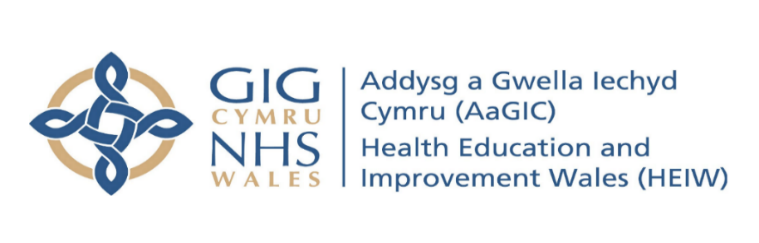 GIG
CYMRU
NHS
WALES
Addysg a Gwella Iechyd
Cymru (AaGIC)
Health Education and
Improvement Wales (HEIW)